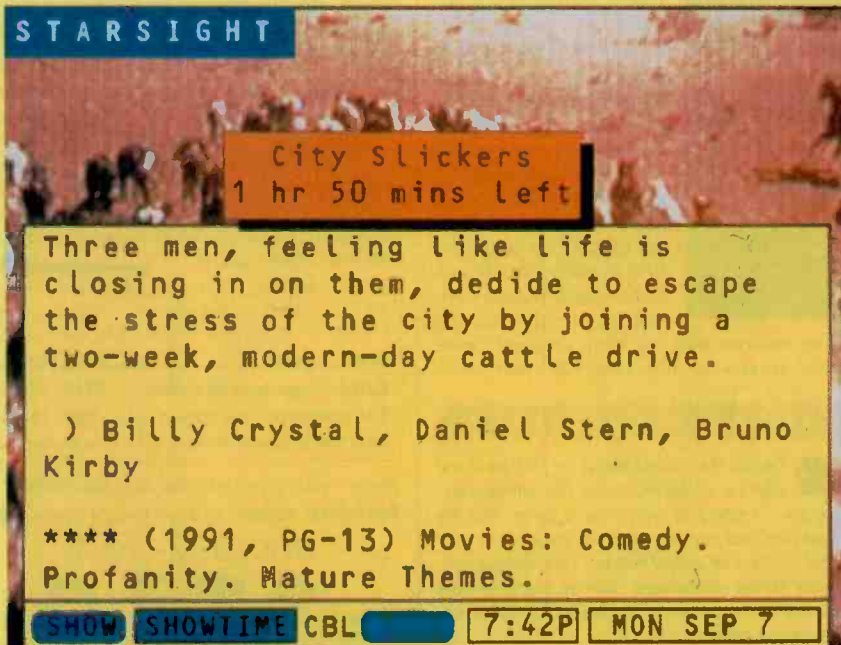 STARSIGHT
City Slickers
1 hr 50 mins left
Three men, feeling like life is
closing in on them, dedide to escape
the stress of the city by joining a
two-week, modern-day cattle drive.
) Billy Crystal, Daniel Stern, Bruno
Kirby
**** (1991, PG-13) Movies: Comedy.
Profanity. Mature Themes.
SHOW SHOWTIME CBL 7:42P MON SEP 7